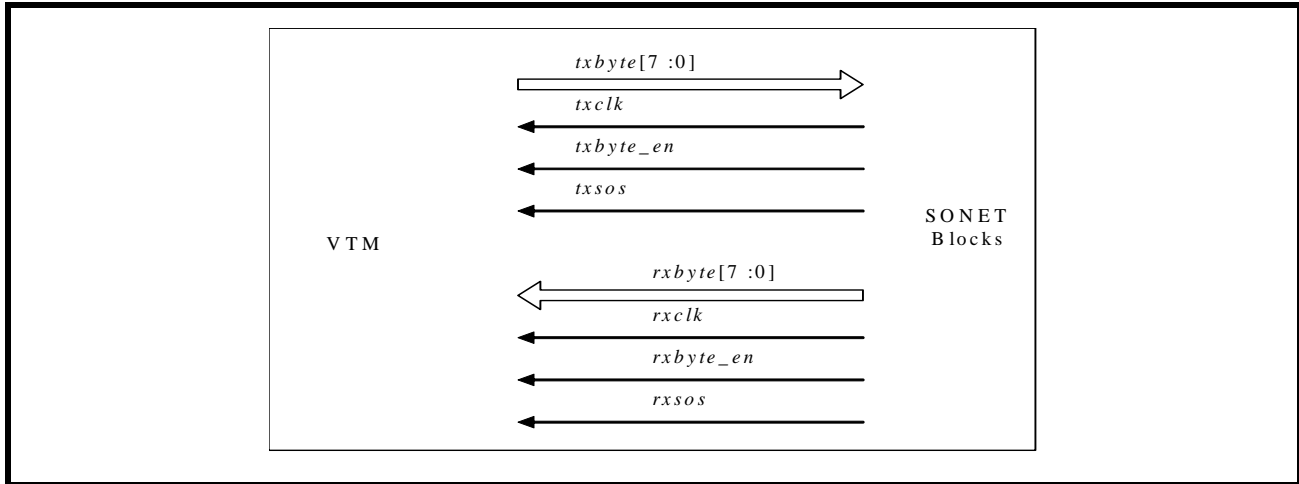 txbyte[7 :0]
txclk
txbyte_en
txsos
SONET
Blocks
VTM
rxbyte[7 :0]
rxclk
rxbyte_en
rxsos